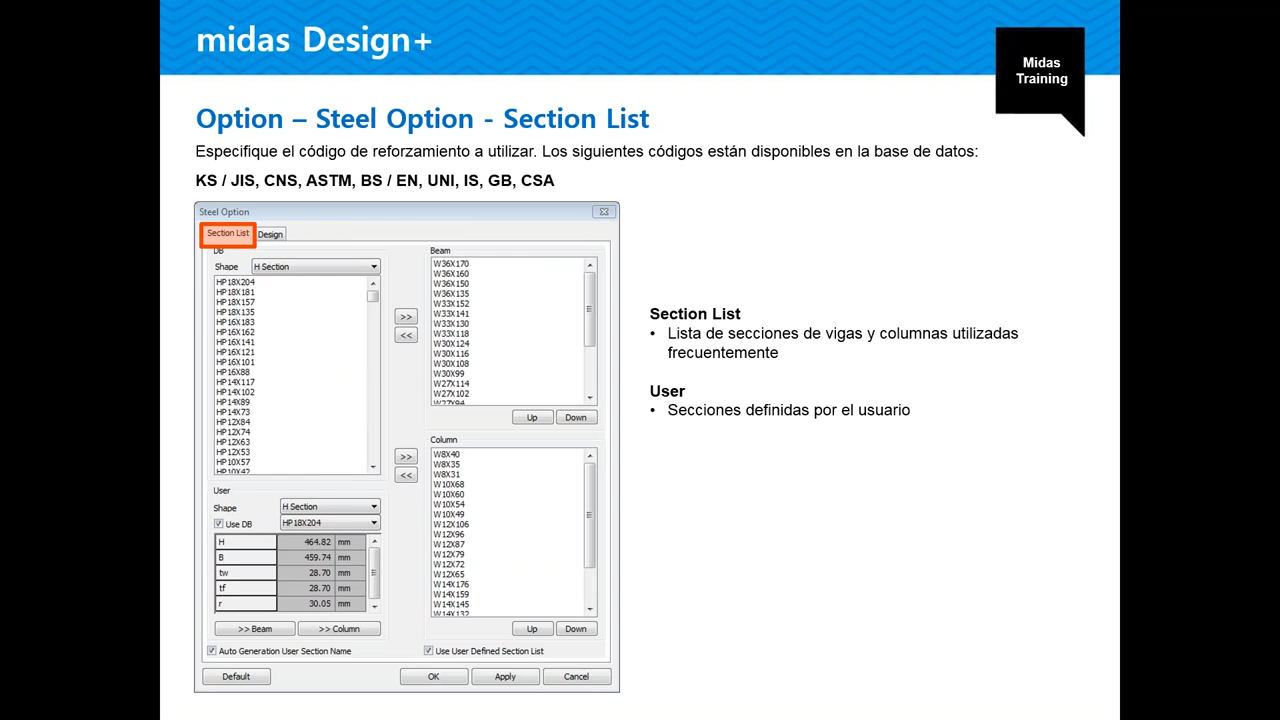 midas Design+
Midas
Training
Option – Steel Option - Section List
Especifique el código de reforzamiento a utilizar. Los siguientes códigos están disponibles en la base de datos:
KS / JIS, CNS, ASTM, BS / EN, UNI, IS, GB, CSA
Steel Option
Section List
Design
DB
Shape
H Section
HP18X204
HP18X181
HP18X157
HP18X135
HP16X183
HP16X162
HP16X141
HP16X121
HP16X101
HP16X88
HP14X117
HP14X102
HP14X89
HP14X73
HP12X84
HP12X74
HP12X63
HP12X53
HP10X57
HP10X42
>>
<<
>>
<<
Beam
W36X170
W36X160
W36X150
W36X135
W33X152
W33X141
W33X130
W33X118
W30X124
W30X116
W30X108
W30X99
W27X114
W27X102
W27X94
Up
Down
Column
W8X40
W8X35
W8X31
W10X68
W10X60
W10X54
W10X49
W12X106
W12X96
W12X87
W12X79
W12X72
W12X65
W14X176
W14X159
W14X145
W14X132
Up
Down
User
Shape
H Section
Use DB
HP18X204
H 464.82 mm
B 459.74 mm
tw 28.70 mm
tf 28.70 mm
r 30.05 mm
>> Beam
>> Column
Auto Generation User Section Name
Use User Defined Section List
Default
OK
Apply
Cancel
Section List
• Lista de secciones de vigas y columnas utilizadas
frecuentemente
User
• Secciones definidas por el usuario